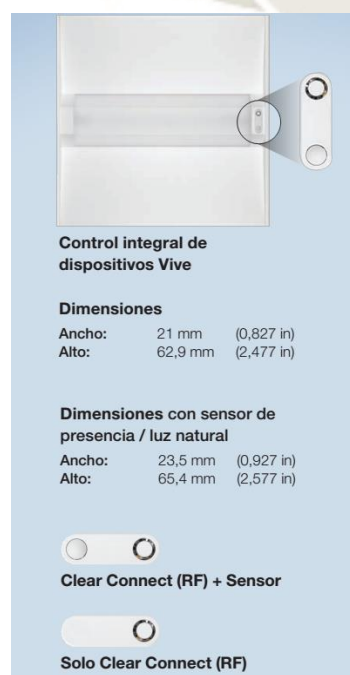 Control integral de
dispositivos Vive
Dimensiones
Ancho: 21 mm (0,827 in)
Alto: 62,9 mm (2,477 in)
Dimensiones con sensor de
presencia / luz natural
Ancho: 23,5 mm (0,927 in)
Alto: 65,4 mm (2,577 in)
Clear Connect (RF) + Sensor
Solo Clear Connect (RF)